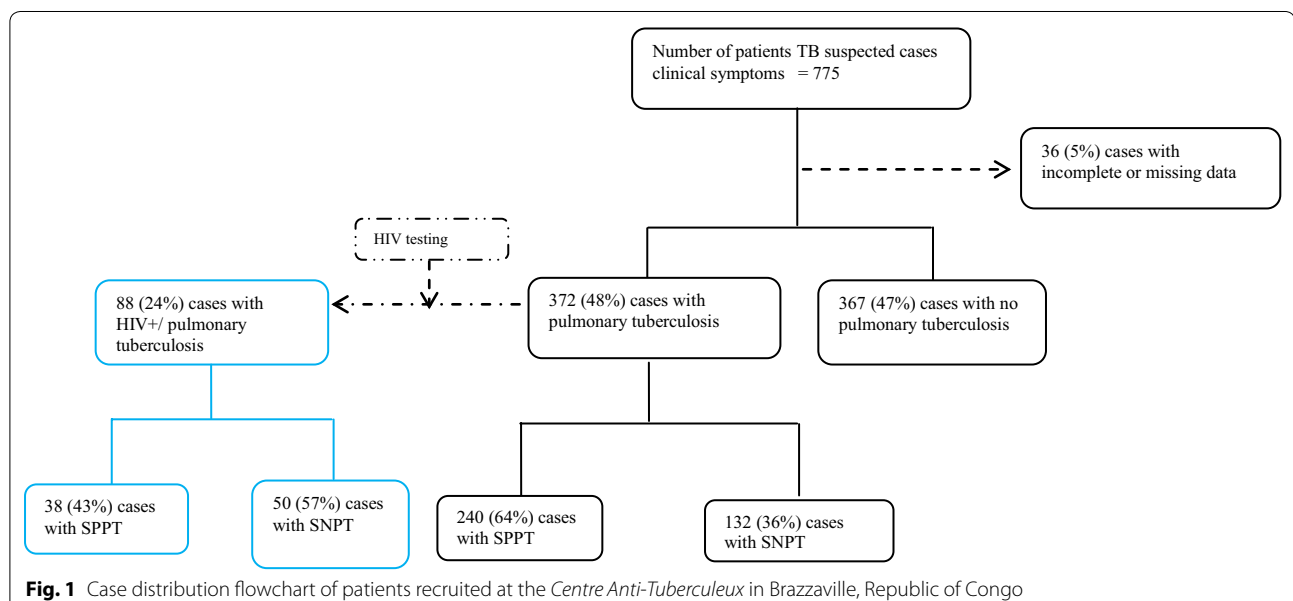 Number of patients TB suspected cases
clinical symptoms = 775
36 (5%) cases with
incomplete or missing data
HIV testing
88 (24%) cases with
HIV+/ pulmonary
tuberculosis
372 (48%) cases with
pulmonary tuberculosis
367 (47%) cases with no
pulmonary tuberculosis
38 (43%) cases
with SPPT
50 (57%) cases
with SNPT
240 (64%) cases
with SPPT
132 (36%) cases
with SNPT
Fig. 1 Case distribution flowchart of patients recruited at the Centre Anti-Tuberculeux in Brazzaville, Republic of Congo